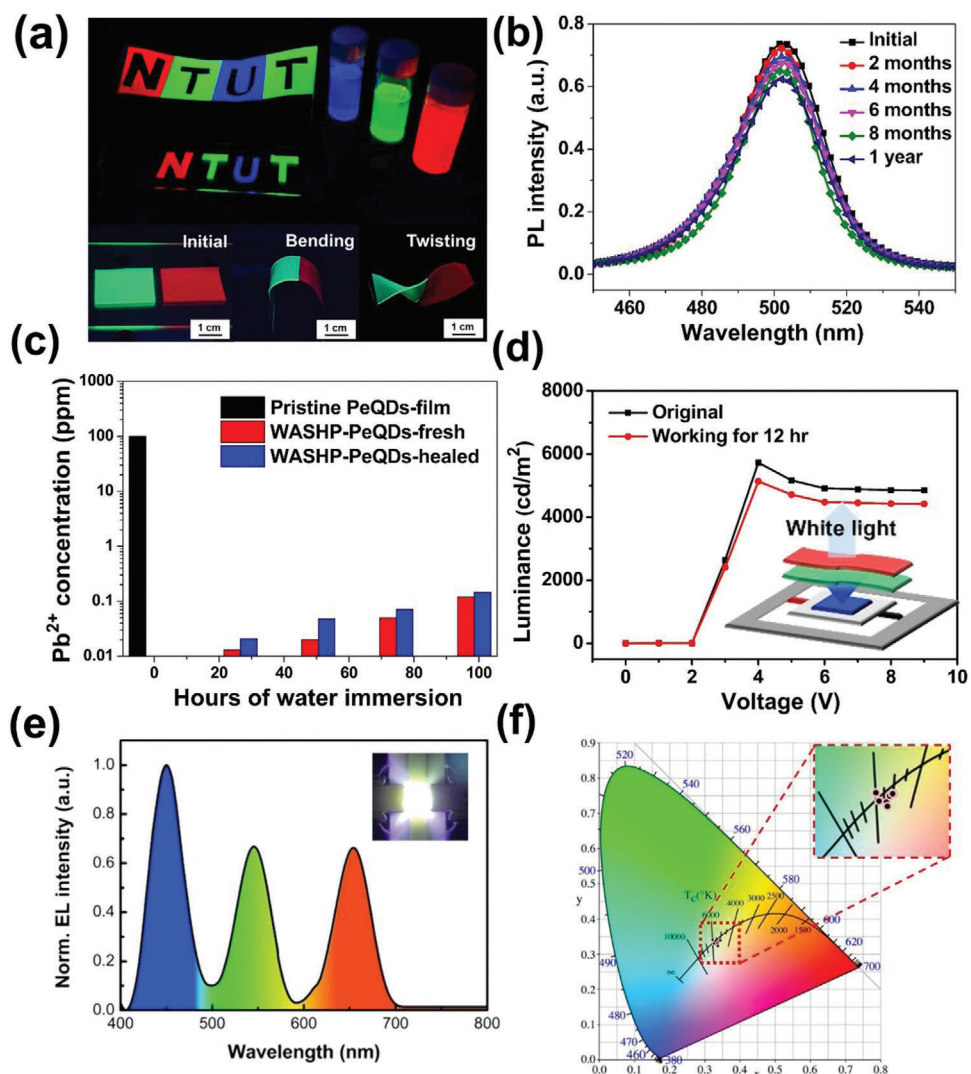 (a)
N T U T
N T U T
Initial
Bending
Twisting
1 cm
1 cm
1 cm
(b)
PL intensity (a.u.)
0.8
0.6
0.4
0.2
0.0
Initial
2 months
4 months
6 months
8 months
1 year
460 480 500 520 540
Wavelength (nm)
(c)
Pb2+ concentration (ppm)
1000
100
10
1
0.1
0.01
Pristine PeQDs-film
WASHP-PeQDs-fresh
WASHP-PeQDs-healed
0 20 40 60 80 100
Hours of water immersion
(d)
Luminance (cd/m2)
8000
6000
4000
2000
0
Original
Working for 12 hr
White light
0 2 4 6 8 10
Voltage (V)
(e)
Norm. EL intensity (a.u.)
1.0
0.8
0.6
0.4
0.2
0.0
400 500 600 700 800
Wavelength (nm)
(f)
0.9
0.8
0.7
0.6
0.5
y
0.4
0.3
0.2
0.1
0.0
520
540
560
500
580
Tc(°K)
4000
3000
2500
6000
600
10000
2000
1500
620
490
∞
700
480
470
460
380
0.0 0.1 0.2 0.3 0.4 0.5 0.6 0.7 0.8